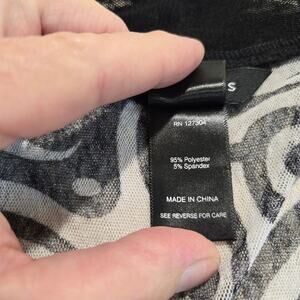 S
RN 127304
95% Polyester
5% Spandex
MADE IN CHINA
SEE REVERSE FOR CARE